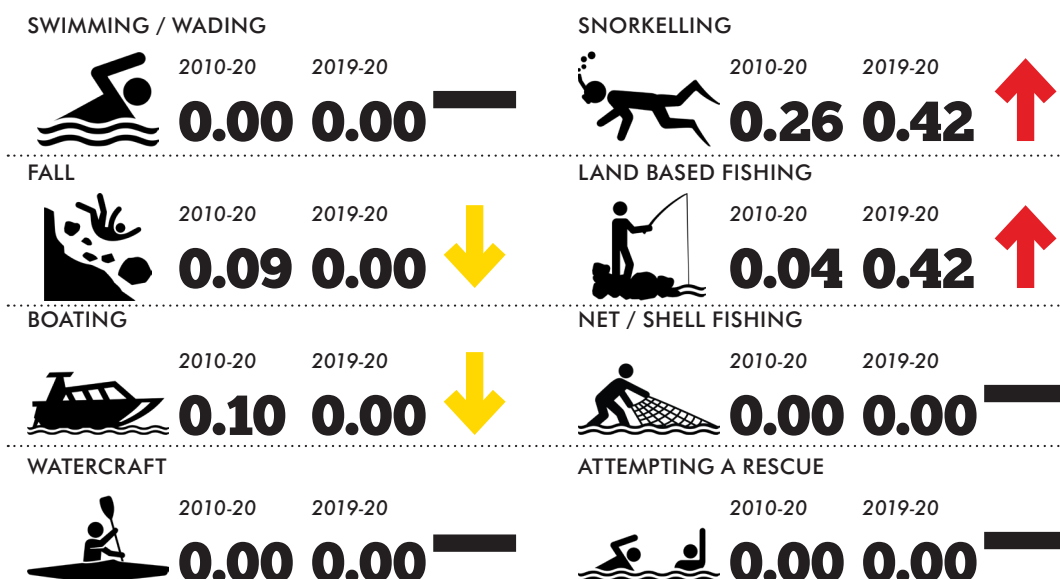 SWIMMING / WADING
2010-20 2019-20
0.00 0.00
SNORKELLING
2010-20 2019-20
0.26 0.42
FALL
2010-20 2019-20
0.09 0.00
LAND BASED FISHING
2010-20 2019-20
0.04 0.42
BOATING
2010-20 2019-20
0.10 0.00
NET / SHELL FISHING
2010-20 2019-20
0.00 0.00
WATERCRAFT
2010-20 2019-20
0.00 0.00
ATTEMPTING A RESCUE
2010-20 2019-20
0.00 0.00